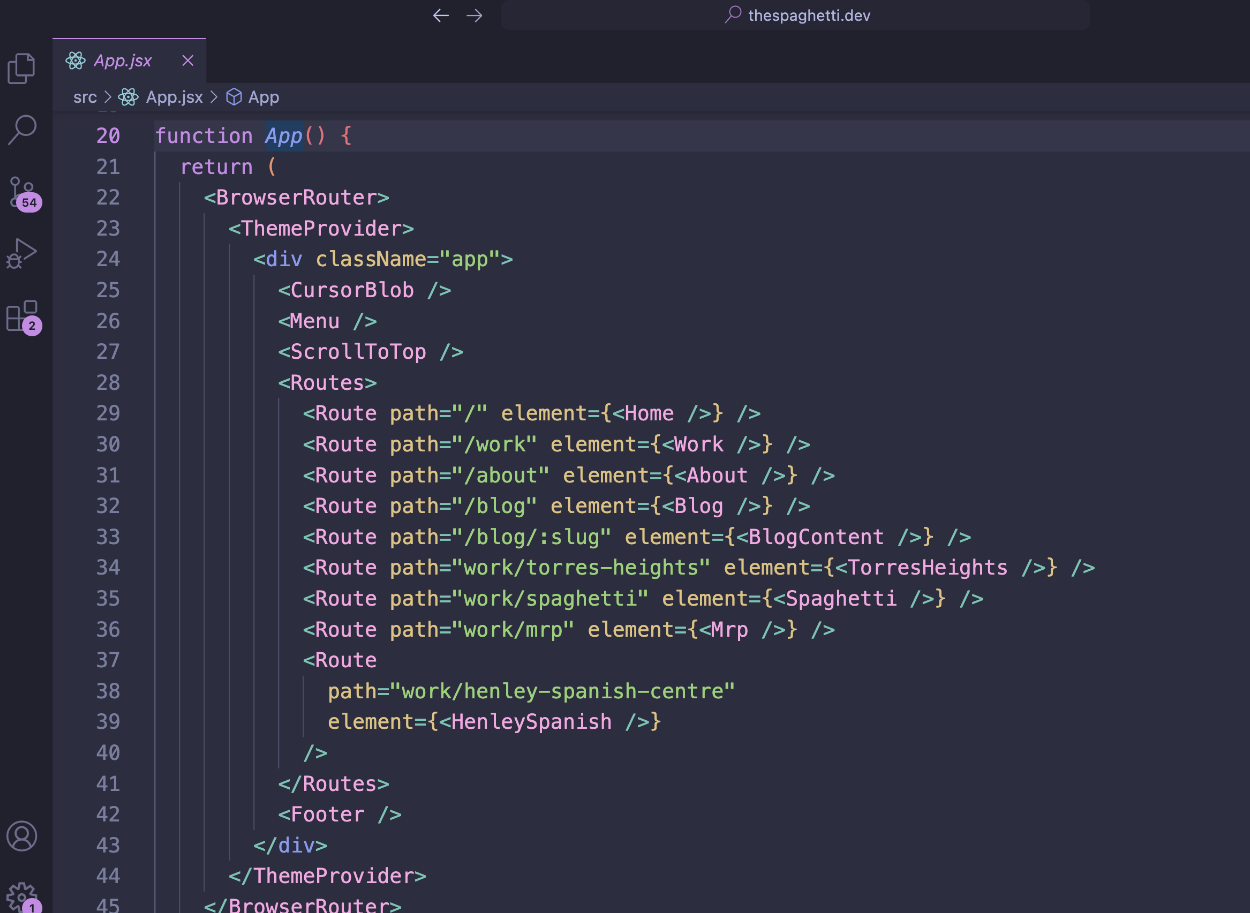 thespaghetti.dev
App.jsx
src > App.jsx > App
20 function App() {
21   return (
22     <BrowserRouter>
23       <ThemeProvider>
24         <div className="app">
25           <CursorBlob />
26           <Menu />
27           <ScrollToTop />
28           <Routes>
29             <Route path="/" element={<Home />} />
30             <Route path="/work" element={<Work />} />
31             <Route path="/about" element={<About />} />
32             <Route path="/blog" element={<Blog />} />
33             <Route path="/blog/:slug" element={<BlogContent />} />
34             <Route path="work/torres-heights" element={<TorresHeights />} />
35             <Route path="work/spaghetti" element={<Spaghetti />} />
36             <Route path="work/mrp" element={<Mrp />} />
37             <Route
38               path="work/henley-spanish-centre"
39               element={<HenleySpanish />}
40             />
41           </Routes>
42           <Footer />
43         </div>
44       </ThemeProvider>
45     </BrowserRouter>
54
2
1